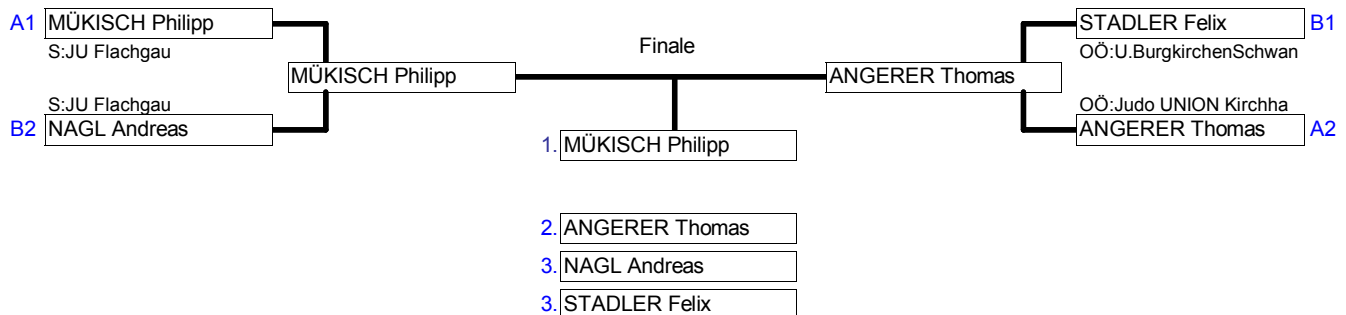 A1 MÜKISCH Philipp
S:JU Flachgau
S:JU Flachgau
B2 NAGL Andreas
MÜKISCH Philipp
Finale
ANGERER Thomas
STADLER Felix B1
OÖ:U.BurgkirchenSchwan
OÖ:Judo UNION Kirchha
ANGERER Thomas A2
1. MÜKISCH Philipp
2. ANGERER Thomas
3. NAGL Andreas
3. STADLER Felix